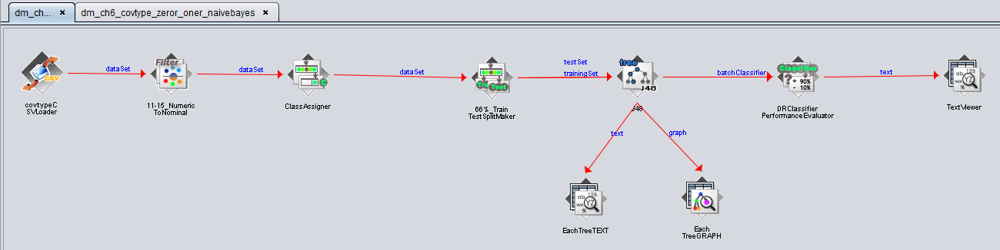 dm_ch... ×
dm_ch6_covtype_zeror_oner_naivebayes ×
CSV
covtypeC
SVLoader
dataSet
Filter
11-15_Numeric
ToNominal
dataSet
C
ClassAssigner
dataSet
Test
66%_Train
TestSplitMaker
testSet
trainingSet
tree
J48
J48
batchClassifier
Classifier
? + 90%
- 10%
DRClassifier
PerformanceEvaluator
text
ab 123
wx YZ
%
TextViewer
text
graph
ab 123
wx YZ
%
EachTreeTEXT
Each
TreeGRAPH